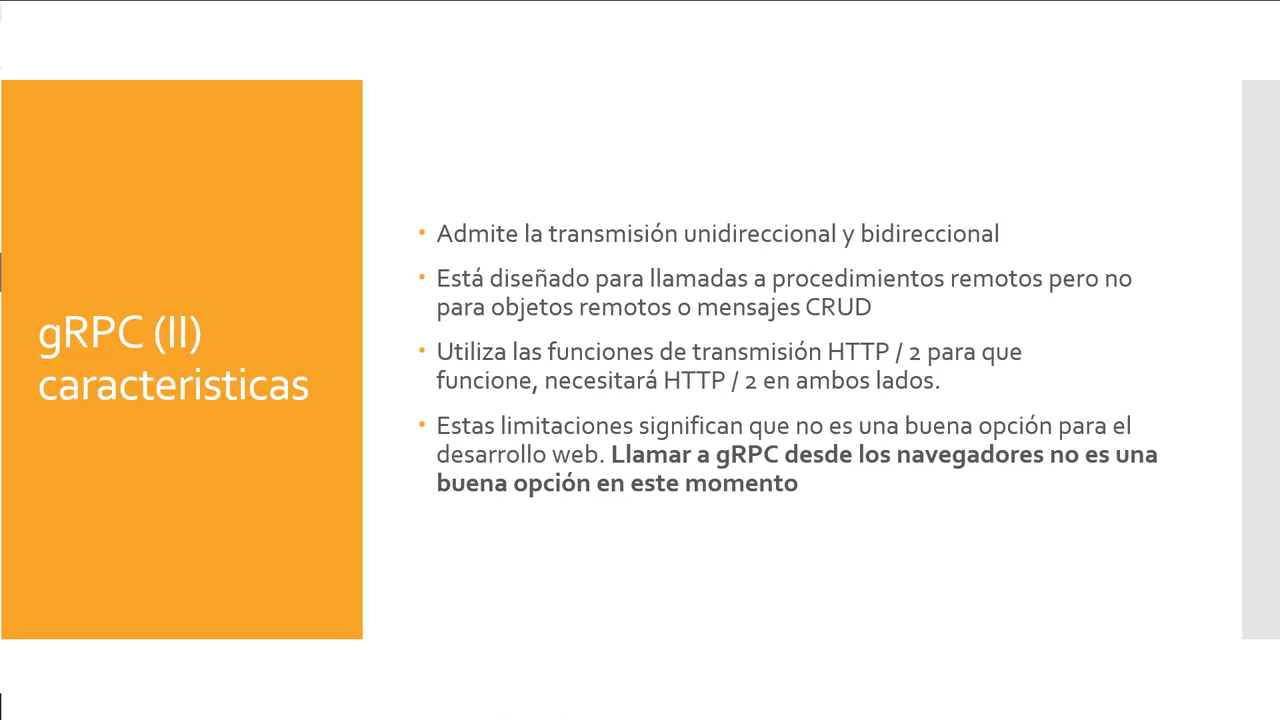 gRPC (II)
caracteristicas
• Admite la transmisión unidireccional y bidireccional
• Está diseñado para llamadas a procedimientos remotos pero no
para objetos remotos o mensajes CRUD
• Utiliza las funciones de transmisión HTTP / 2 para que
funcione, necesitará HTTP / 2 en ambos lados.
• Estas limitaciones significan que no es una buena opción para el
desarrollo web. Llamar a gRPC desde los navegadores no es una
buena opción en este momento